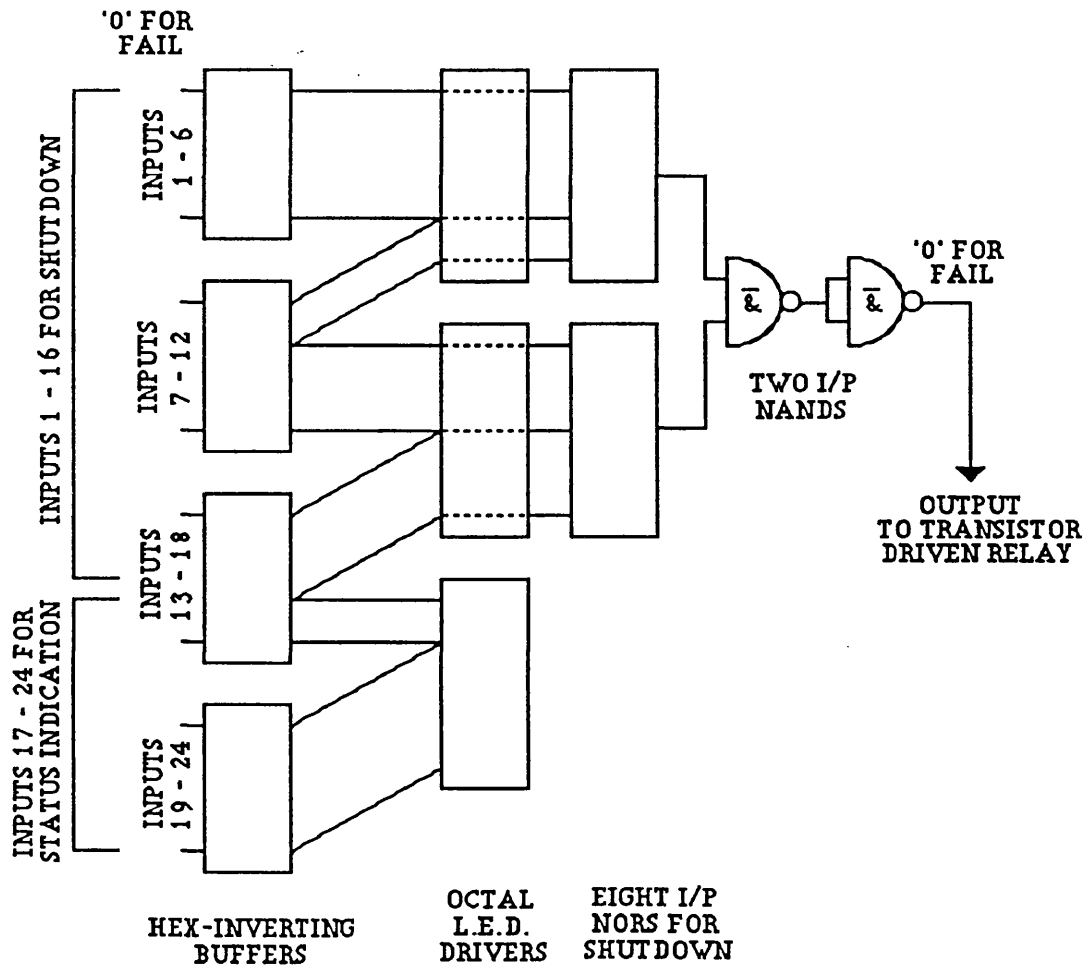 '0' FOR
FAIL
INPUTS 1 - 16 FOR SHUTDOWN
INPUTS
1 - 6
INPUTS
7 - 12
INPUTS
13 - 18
INPUTS 17 - 24 FOR
STATUS INDICATION
INPUTS
19 - 24
&
&
'0' FOR
FAIL
TWO I/P
NANDS
OUTPUT
TO TRANSISTOR
DRIVEN RELAY
HEX-INVERTING
BUFFERS
OCTAL
L.E.D.
DRIVERS
EIGHT I/P
NORS FOR
SHUTDOWN